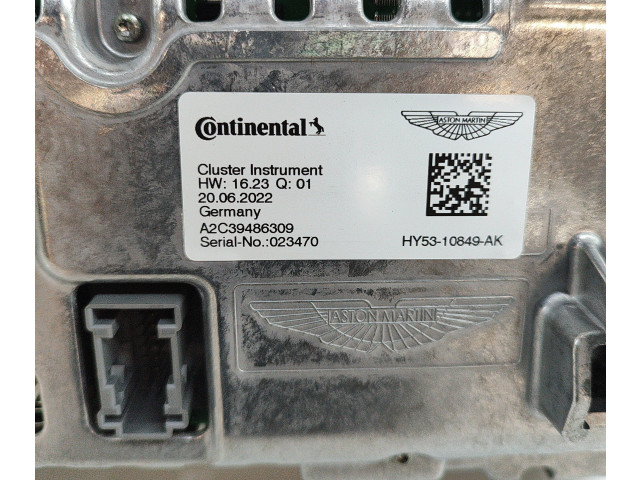 Continental
ASTON MARTIN
Cluster Instrument
HW: 16.23 Q: 01
20.06.2022
Germany
A2C39486309
Serial-No.:023470
HY53-10849-AK
ASTON MARTIN